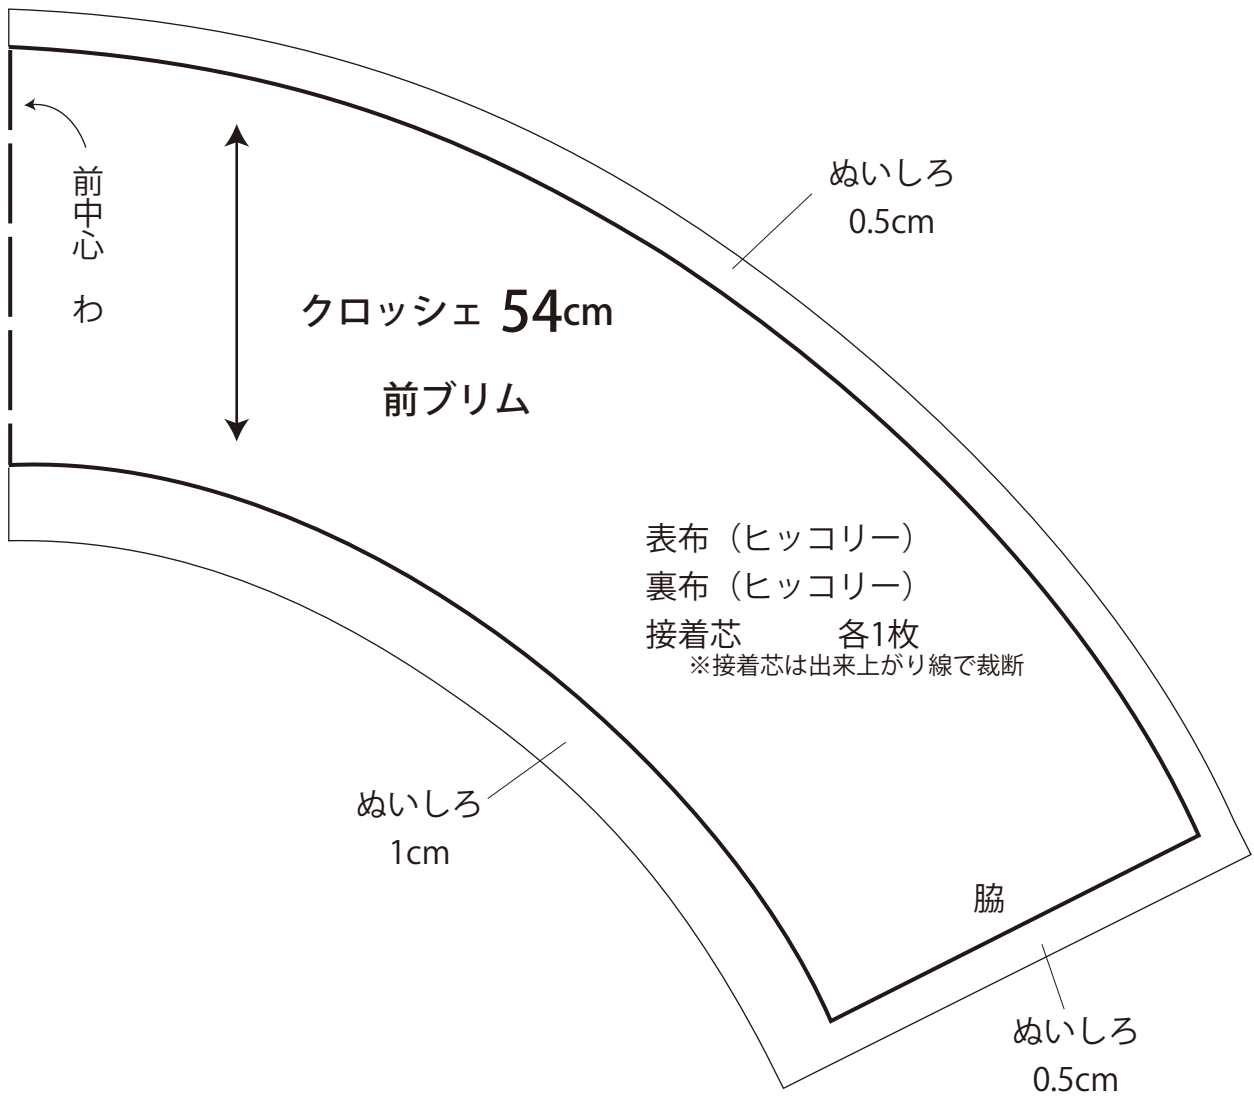 前中心　わ
ぬいしろ
0.5cm
クロッシェ 54cm
前ブリム
表布（ヒッコリー）
裏布（ヒッコリー）
接着芯　　　各1枚
※接着芯は出来上がり線で裁断
ぬいしろ
1cm
脇
ぬいしろ
0.5cm